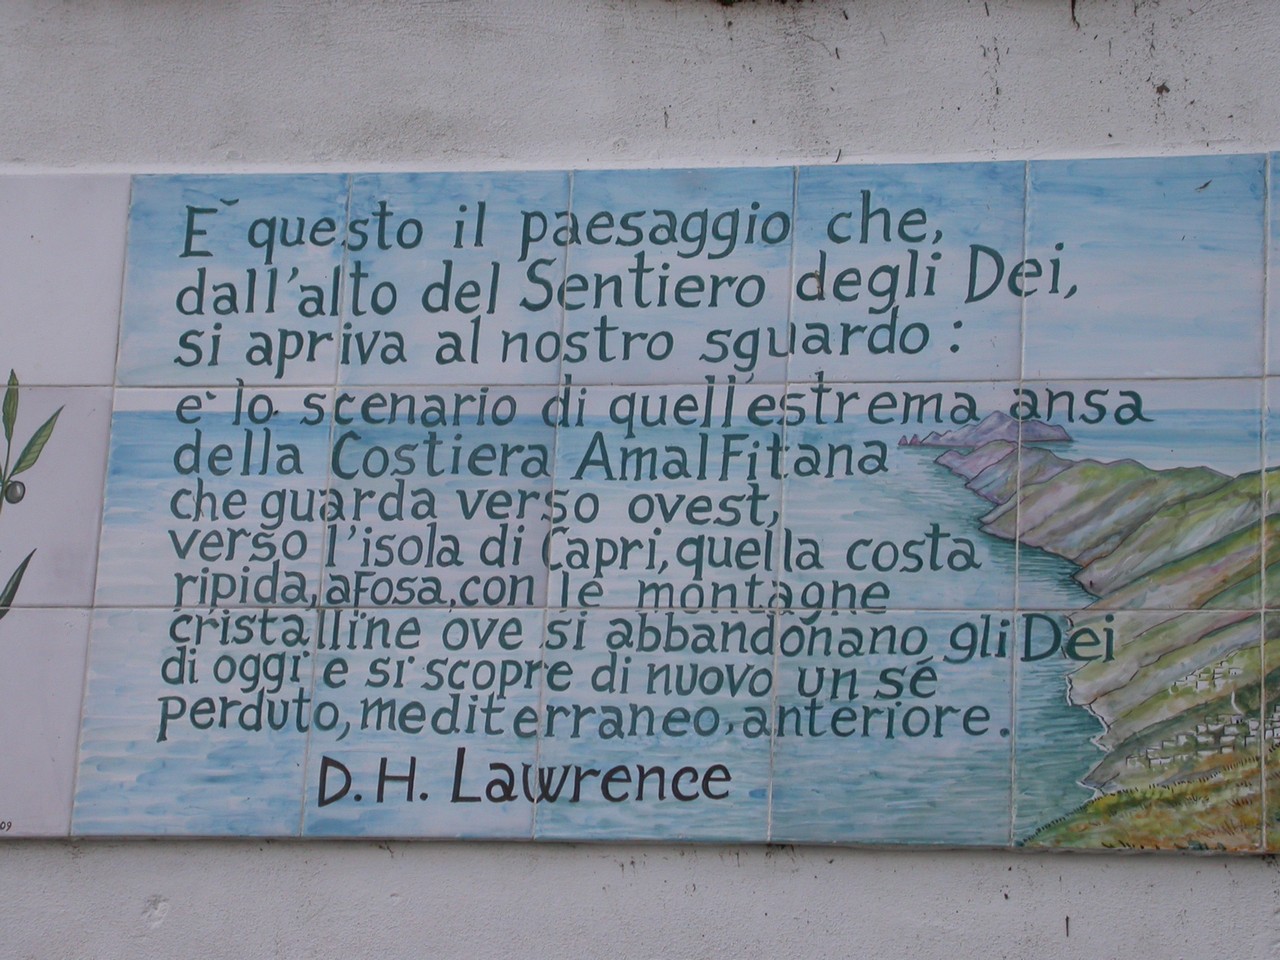 E` questo il paesaggio che,
dall'alto del Sentiero degli Dei,
si apriva al nostro sguardo :
e` lo scenario di quell'estrema ansa
della Costiera AmalFitana
che guarda verso ovest,
verso l'isola di Capri, quella costa
ripida, aFosa, con le montagne
cristalline ove si abbandonano gli Dei
di oggi e si scopre di nuovo un sé
perduto, mediterraneo, anteriore.
D. H. Lawrence
09